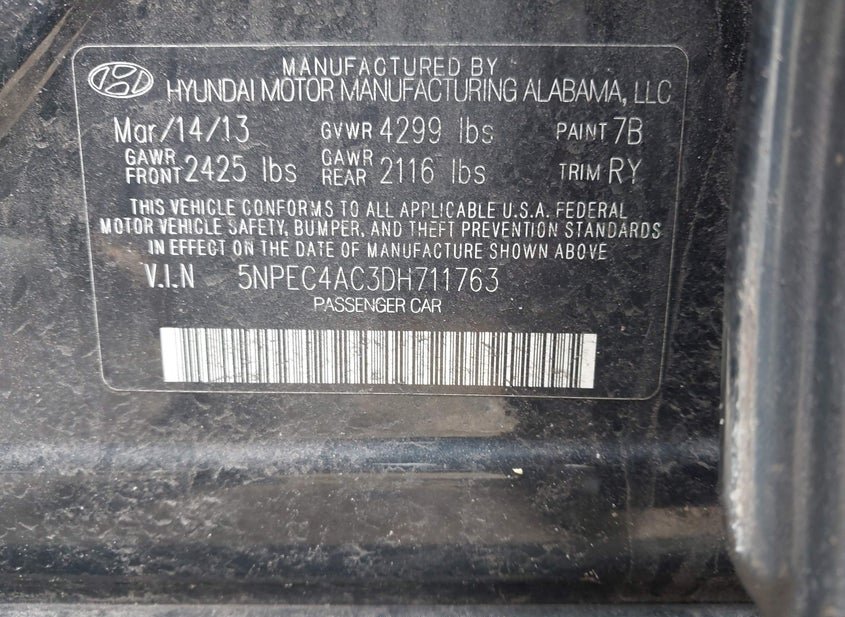 MANUFACTURED BY
HYUNDAI MOTOR MANUFACTURING ALABAMA, LLC
Mar/14/13 GVWR 4299 lbs PAINT 7B
GAWR FRONT 2425 lbs GAWR REAR 2116 lbs TRIM RY
THIS VEHICLE CONFORMS TO ALL APPLICABLE U.S.A. FEDERAL
MOTOR VEHICLE SAFETY, BUMPER, AND THEFT PREVENTION STANDARDS
IN EFFECT ON THE DATE OF MANUFACTURE SHOWN ABOVE
V.I.N 5NPEC4AC3DH711763
PASSENGER CAR